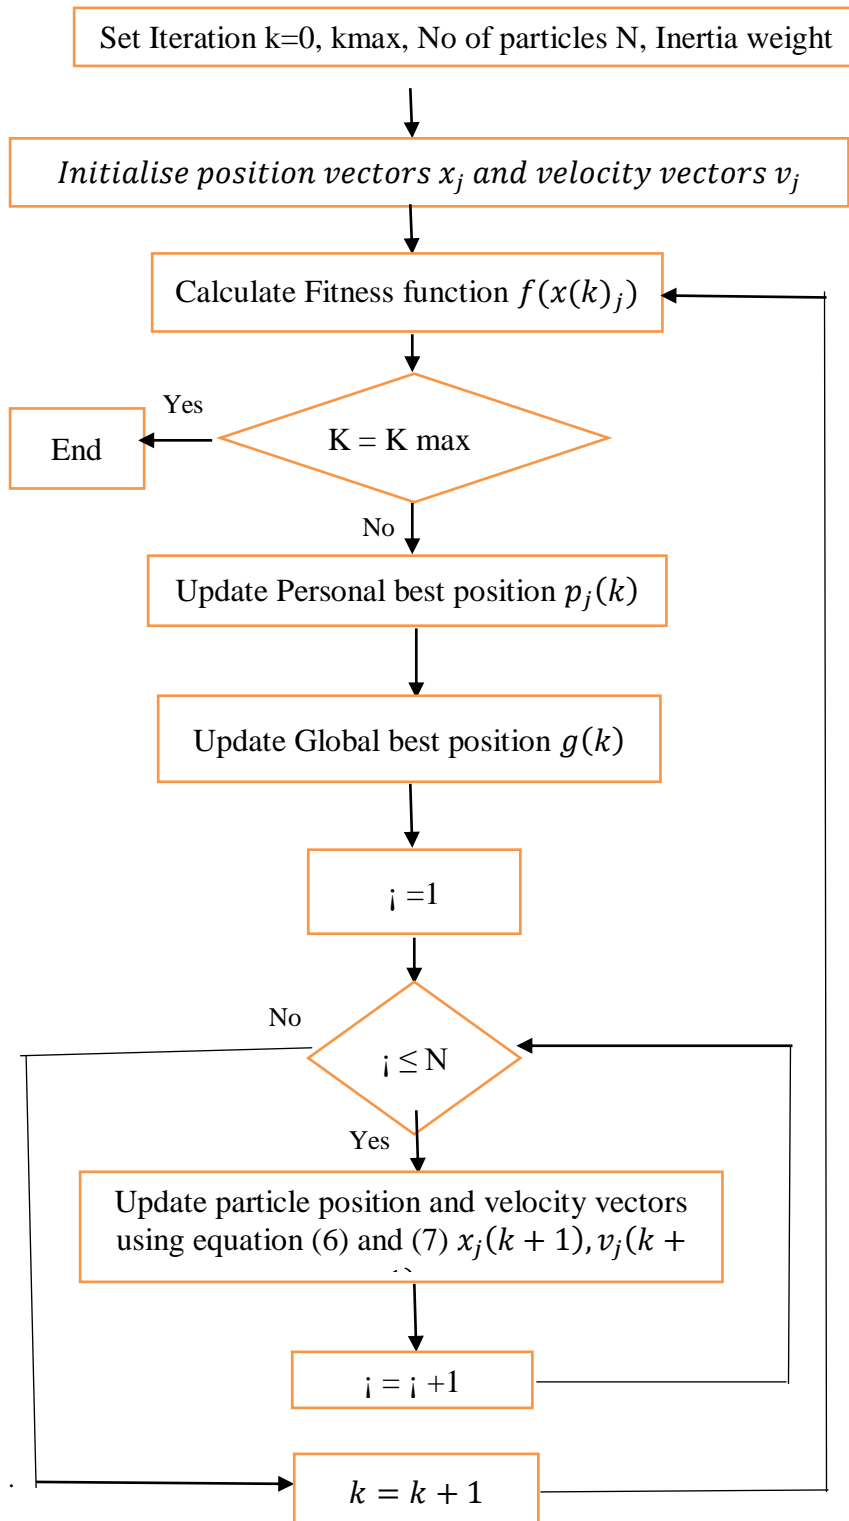 Set Iteration k=0, kmax, No of particles N, Inertia weight
Initialise position vectors x_j and velocity vectors v_j
Calculate Fitness function f(x(k)_j)
Yes
End
K = K max
No
Update Personal best position p_j(k)
Update Global best position g(k)
¡ =1
No
¡ ≤ N
Yes
Update particle position and velocity vectors
using equation (6) and (7) x_j(k + 1), v_j(k +
¡ = ¡ +1
.
k = k + 1